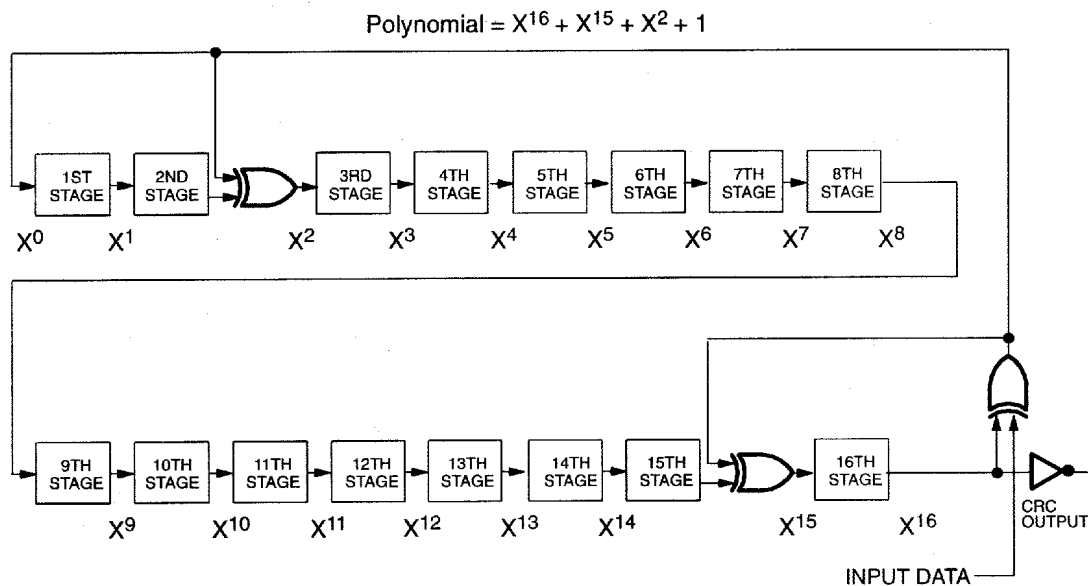 Polynomial = X¹⁶ + X¹⁵ + X² + 1
1ST STAGE
2ND STAGE
3RD STAGE
4TH STAGE
5TH STAGE
6TH STAGE
7TH STAGE
8TH STAGE
X⁰ X¹ X² X³ X⁴ X⁵ X⁶ X⁷ X⁸
9TH STAGE
10TH STAGE
11TH STAGE
12TH STAGE
13TH STAGE
14TH STAGE
15TH STAGE
16TH STAGE
X⁹ X¹⁰ X¹¹ X¹² X¹³ X¹⁴ X¹⁵ X¹⁶
CRC
OUTPUT
INPUT DATA